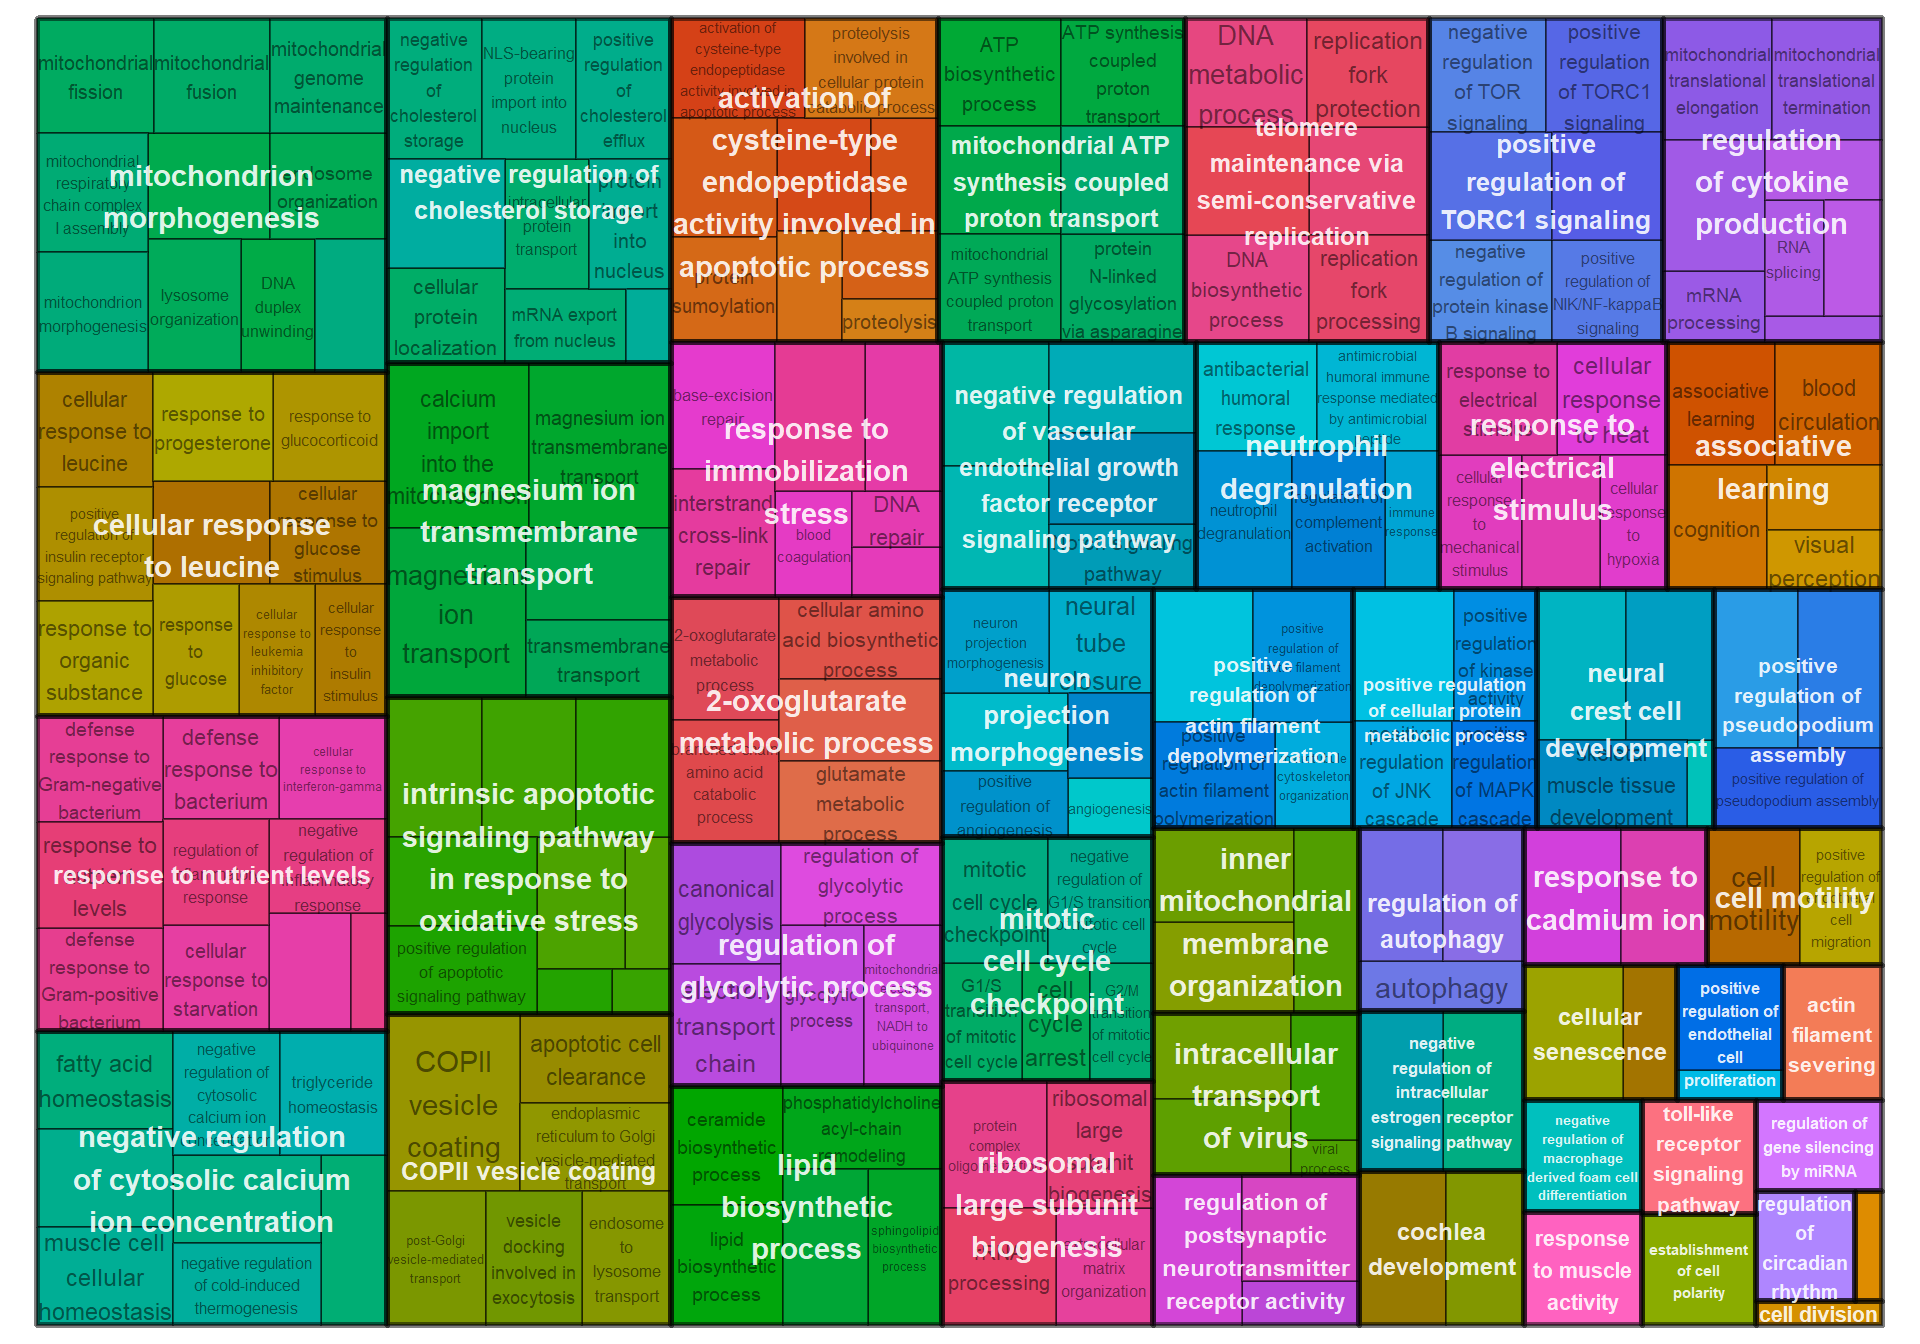 mitochondrial
fission
mitochondrial
fusion
mitochondrial
genome
maintenance
mitochondrial
respiratory
chain complex
I assembly
organization
mitochondrion
morphogenesis
mitochondrion
morphogenesis
lysosome
organization
DNA
duplex
unwinding
negative
regulation
of
cholesterol
storage
NLS-bearing
protein
import into
nucleus
positive
regulation
of
cholesterol
efflux
negative regulation of
cholesterol storage
intracellular
protein
transport
protein
import
into
nucleus
cellular
protein
localization
mRNA export
from nucleus
activation of
cysteine-type
endopeptidase
activity involved in
apoptotic process
proteolysis
involved in
cellular protein
catabolic process
activation of
cysteine-type
endopeptidase
activity involved in
apoptotic process
protein
sumoylation
proteolysis
ATP
biosynthetic
process
ATP synthesis
coupled
proton
transport
mitochondrial ATP
synthesis coupled
proton transport
mitochondrial
ATP synthesis
coupled proton
transport
protein
N-linked
glycosylation
via asparagine
DNA
metabolic
process
replication
fork
protection
telomere
maintenance via
semi-conservative
replication
DNA
biosynthetic
process
replication
fork
processing
negative
regulation
of TOR
signaling
positive
regulation
of TORC1
signaling
positive
regulation of
TORC1 signaling
negative
regulation of
protein kinase
B signaling
positive
regulation of
NIK/NF-kappaB
signaling
mitochondrial
translational
elongation
mitochondrial
translational
termination
regulation
of cytokine
production
RNA
splicing
mRNA
processing
cellular
response to
leucine
response to
progesterone
response to
glucocorticoid
positive
regulation of
insulin receptor
signaling pathway
cellular response
to leucine
cellular
response to
glucose
stimulus
response to
organic
substance
response
to
glucose
cellular
response to
leukemia
inhibitory
factor
cellular
response
to
insulin
stimulus
calcium
import
into the
mitochondrion
magnesium ion
transmembrane
transport
magnesium ion
transmembrane
transport
magnesium
ion
transport
transmembrane
transport
base-excision
repair
response to
immobilization
stress
interstrand
cross-link
repair
blood
coagulation
DNA
repair
negative regulation
of vascular
endothelial growth
factor receptor
signaling pathway
signaling
pathway
antibacterial
humoral
response
antimicrobial
humoral immune
response mediated
by antimicrobial
peptide
neutrophil
degranulation
neutrophil
degranulation
regulation of
complement
activation
immune
response
response to
electrical
stimulus
cellular
response
to heat
response to
electrical
stimulus
cellular
response
to
mechanical
stimulus
cellular
response
to
hypoxia
associative
learning
blood
circulation
associative
learning
cognition
visual
perception
defense
response to
Gram-negative
bacterium
defense
response to
bacterium
cellular
response to
interferon-gamma
response to
levels
regulation of
response
negative
regulation of
inflammatory
response
response to nutrient levels
defense
response to
Gram-positive
bacterium
cellular
response to
starvation
intrinsic apoptotic
signaling pathway
in response to
oxidative stress
positive regulation
of apoptotic
signaling pathway
2-oxoglutarate
metabolic
process
cellular amino
acid biosynthetic
process
2-oxoglutarate
metabolic process
branched-chain
amino acid
catabolic
process
glutamate
metabolic
process
neuron
projection
morphogenesis
neural
tube
closure
neuron
projection
morphogenesis
positive
regulation of
angiogenesis
angiogenesis
positive
regulation of
actin filament
depolymerization
positive
regulation of
actin filament
depolymerization
positive
regulation of
actin filament
polymerization
cytoskeleton
organization
positive
regulation
of kinase
activity
positive regulation
of cellular protein
metabolic process
positive
regulation
of JNK
cascade
positive
regulation
of MAPK
cascade
neural
crest cell
development
skeletal
muscle tissue
development
positive
regulation of
pseudopodium
assembly
positive regulation of
pseudopodium assembly
canonical
glycolysis
regulation of
glycolytic
process
regulation of
glycolytic process
electron
transport
chain
glycolytic
process
mitochondrial
transport,
NADH to
ubiquinone
mitotic
cell cycle
checkpoint
negative
regulation of
G1/S transition
of mitotic cell
cycle
mitotic
cell cycle
checkpoint
G1/S
transition
of mitotic
cell cycle
cell
cycle
arrest
G2/M
transition
of mitotic
cell cycle
inner
mitochondrial
membrane
organization
regulation of
autophagy
autophagy
response to
cadmium ion
cell
motility
positive
regulation of
cell
migration
cell motility
cellular
senescence
positive
regulation of
endothelial
cell
proliferation
actin
filament
severing
fatty acid
homeostasis
negative
regulation of
cytosolic
calcium ion
triglyceride
homeostasis
negative regulation
of cytosolic calcium
ion concentration
muscle cell
cellular
homeostasis
negative regulation
of cold-induced
thermogenesis
COPII
vesicle
coating
apoptotic cell
clearance
endoplasmic
reticulum to Golgi
vesicle-mediated
transport
COPII vesicle coating
post-Golgi
vesicle-mediated
transport
vesicle
docking
involved in
exocytosis
endosome
to
lysosome
transport
ceramide
biosynthetic
process
phosphatidylcholine
acyl-chain
remodeling
lipid
biosynthetic
process
lipid
biosynthetic
process
sphingolipid
biosynthetic
process
protein
complex
ribosomal
large
subunit
biogenesis
ribosomal
large subunit
biogenesis
processing
extracellular
matrix
organization
intracellular
transport
of virus
viral
process
regulation of
postsynaptic
neurotransmitter
receptor activity
negative
regulation of
intracellular
estrogen receptor
signaling pathway
cochlea
development
negative
regulation of
macrophage
derived foam cell
differentiation
toll-like
receptor
signaling
pathway
regulation of
gene silencing
by miRNA
response
to muscle
activity
establishment
of cell
polarity
regulation
of
circadian
rhythm
cell division